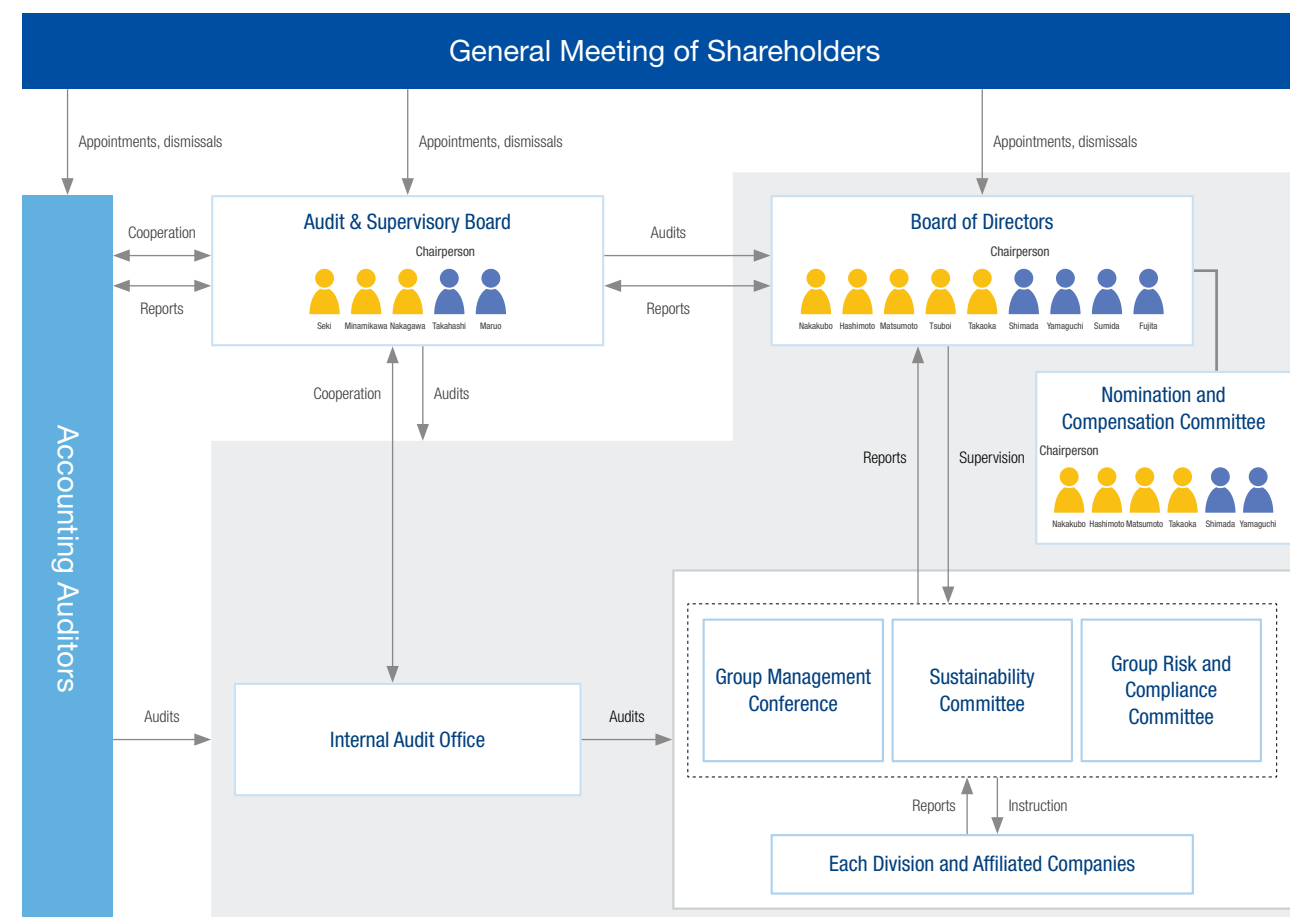 General Meeting of Shareholders
Appointments, dismissals
Appointments, dismissals
Appointments, dismissals
Accounting Auditors
Cooperation
Reports
Audit & Supervisory Board
Chairperson
Seki Minamikawa Nakagawa Takahashi Maruo
Audits
Reports
Board of Directors
Chairperson
Nakakubo Hashimoto Matsumoto Tsuboi Takaoka Shimada Yamaguchi Sumida Fujita
Cooperation
Audits
Reports
Supervision
Nomination and
Compensation Committee
Chairperson
Nakakubo Hashimoto Matsumoto Takaoka Shimada Yamaguchi
Audits
Internal Audit Office
Audits
Group Management
Conference
Sustainability
Committee
Group Risk and
Compliance
Committee
Reports
Instruction
Each Division and Affiliated Companies